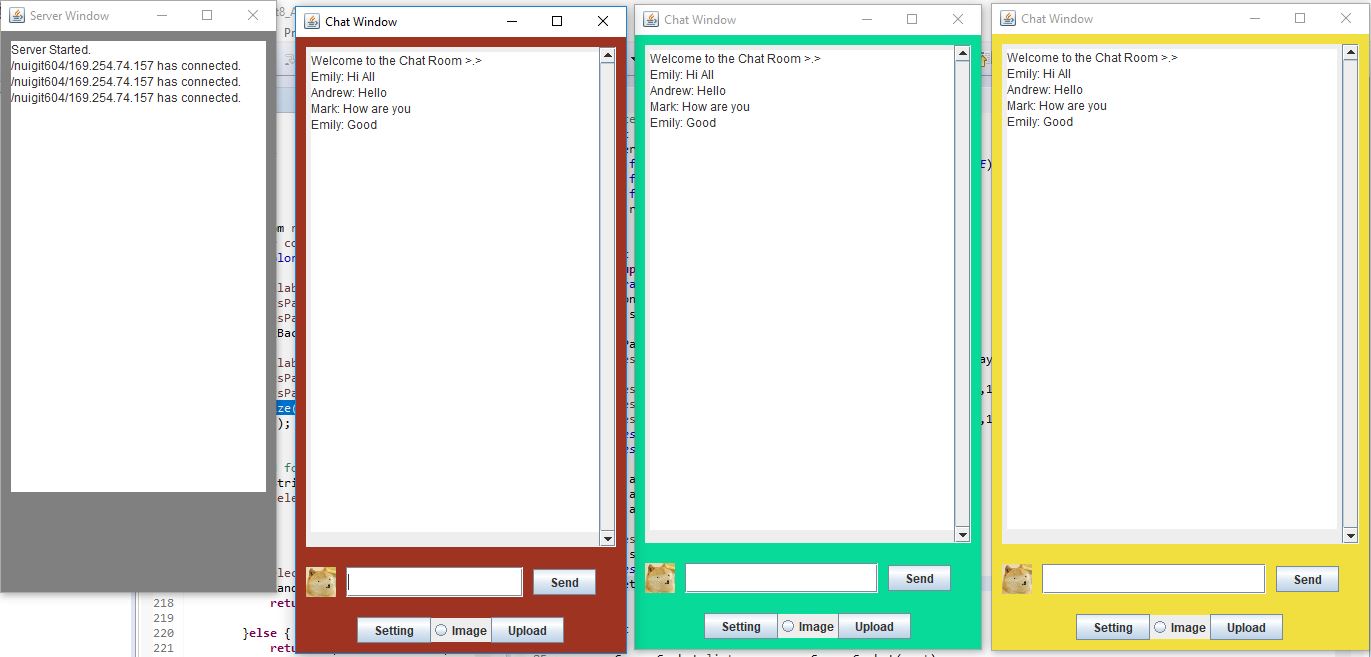 Server Window
Server Started.
/nuigit604/169.254.74.157 has connected.
/nuigit604/169.254.74.157 has connected.
/nuigit604/169.254.74.157 has connected.
Chat Window
Welcome to the Chat Room >.>
Emily: Hi All
Andrew: Hello
Mark: How are you
Emily: Good
Send
Setting
Image
Upload
Chat Window
Welcome to the Chat Room >.>
Emily: Hi All
Andrew: Hello
Mark: How are you
Emily: Good
Send
Setting
Image
Upload
Chat Window
Welcome to the Chat Room >.>
Emily: Hi All
Andrew: Hello
Mark: How are you
Emily: Good
Send
Setting
Image
Upload
218
219
220 }else {
221